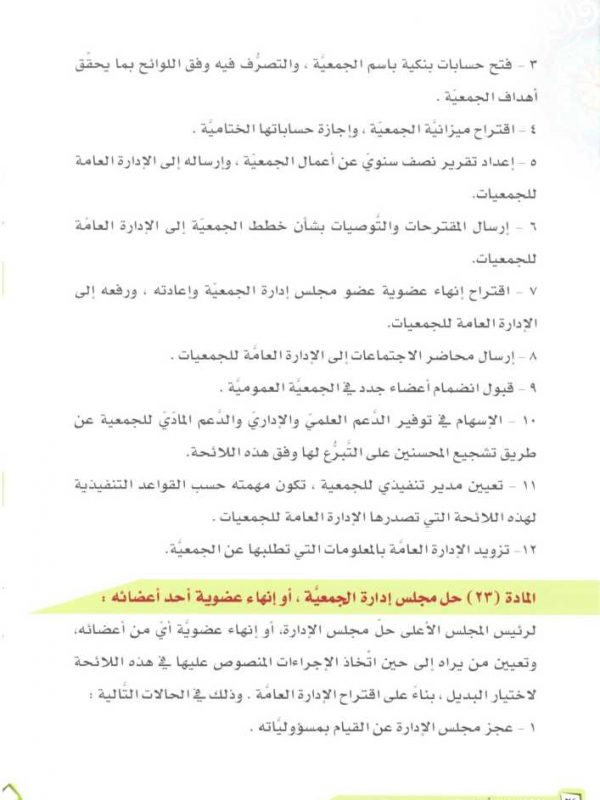 ٣ - فتح حسابات بنكية باسم الجمعيَّة ، والتصرُّف فيه وفق اللوائح بما يحقّق
أهداف الجمعيّة .
٤ - اقتراح ميزانيَّة الجمعيَّة ، وإجازة حساباتها الختاميَّة .
٥ - إعداد تقرير نصف سنويّ عن أعمال الجمعيَّة ، وإرساله إلى الإدارة العامة
للجمعيات.
٦ - إرسال المقترحات والتَّوصيات بشأن خطط الجمعيّة إلى الإدارة العامَّة
للجمعيات.
٧ - اقتراح إنهاء عضوية عضو مجلس إدارة الجمعيّة وإعادته ، ورفعه إلى
الإدارة العامة للجمعيات.
٨ - إرسال محاضر الاجتماعات إلى الإدارة العامَّة للجمعيات .
٩ - قبول انضمام أعضاء جدد في الجمعيَّة العموميَّة .
١٠ - الإسهام في توفير الدَّعم العلميّ والإداريّ والدَّعم المادّيّ للجمعية عن
طريق تشجيع المحسنين على التَّبرُّع لها وفق هذه اللائحة.
١١ - تعيين مدير تنفيذي للجمعية ، تكون مهمته حسب القواعد التنفيذية
لهذه اللائحة التي تصدرها الإدارة العامة للجمعيات .
١٢- تزويد الإدارة العامَّة بالمعلومات التي تطلبها عن الجمعيَّة.
المادة (٢٣) حل مجلس إدارة الجمعيَّة ، أو إنهاء عضوية أحد أعضائه :
لرئيس المجلس الأعلى حلّ مجلس الإدارة، أو إنهاء عضويَّة أيّ من أعضائه،
وتعيين من يراه إلى حين اتّخاذ الإجراءات المنصوص عليها في هذه اللائحة
لاختيار البديل ، بناءً على اقتراح الإدارة العامة . وذلك في الحالات التَّالية :
١ - عجز مجلس الإدارة عن القيام بمسؤوليَّاته .